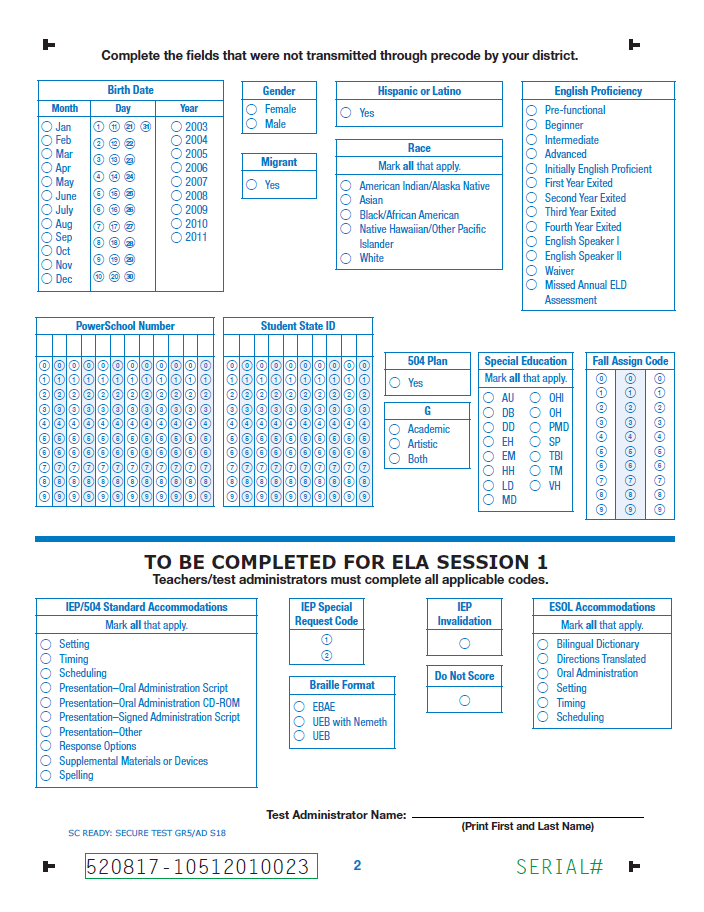 Complete the fields that were not transmitted through precode by your district.
Birth Date
Month Day Year
Jan 1 11 21 31 2003
Feb 2 12 22 2004
Mar 3 13 23 2005
Apr 4 14 24 2006
May 5 15 25 2007
June 6 16 26 2008
July 7 17 27 2009
Aug 8 18 28 2010
Sep 9 19 29 2011
Oct 10 20 30
Nov
Dec
Gender
Female
Male
Migrant
Yes
Hispanic or Latino
Yes
Race
Mark all that apply.
American Indian/Alaska Native
Asian
Black/African American
Native Hawaiian/Other Pacific
Islander
White
English Proficiency
Pre-functional
Beginner
Intermediate
Advanced
Initially English Proficient
First Year Exited
Second Year Exited
Third Year Exited
Fourth Year Exited
English Speaker I
English Speaker II
Waiver
Missed Annual ELD
Assessment
PowerSchool Number
0 0 0 0 0 0 0 0 0 0 0 0
1 1 1 1 1 1 1 1 1 1 1 1
2 2 2 2 2 2 2 2 2 2 2 2
3 3 3 3 3 3 3 3 3 3 3 3
4 4 4 4 4 4 4 4 4 4 4 4
5 5 5 5 5 5 5 5 5 5 5 5
6 6 6 6 6 6 6 6 6 6 6 6
7 7 7 7 7 7 7 7 7 7 7 7
8 8 8 8 8 8 8 8 8 8 8 8
9 9 9 9 9 9 9 9 9 9 9 9
Student State ID
0 0 0 0 0 0 0 0 0 0
1 1 1 1 1 1 1 1 1 1
2 2 2 2 2 2 2 2 2 2
3 3 3 3 3 3 3 3 3 3
4 4 4 4 4 4 4 4 4 4
5 5 5 5 5 5 5 5 5 5
6 6 6 6 6 6 6 6 6 6
7 7 7 7 7 7 7 7 7 7
8 8 8 8 8 8 8 8 8 8
9 9 9 9 9 9 9 9 9 9
504 Plan
Yes
G
Academic
Artistic
Both
Special Education
Mark all that apply.
AU OHI
DB OH
DD PMD
EH SP
EM TBI
HH TM
LD VH
MD
Fall Assign Code
0 0 0
1 1 1
2 2 2
3 3 3
4 4 4
5 5 5
6 6 6
7 7 7
8 8 8
9 9 9
TO BE COMPLETED FOR ELA SESSION 1
Teachers/test administrators must complete all applicable codes.
IEP/504 Standard Accommodations
Mark all that apply.
Setting
Timing
Scheduling
Presentation–Oral Administration Script
Presentation–Oral Administration CD-ROM
Presentation–Signed Administration Script
Presentation–Other
Response Options
Supplemental Materials or Devices
Spelling
IEP Special
Request Code
1
2
Braille Format
EBAE
UEB with Nemeth
UEB
IEP
Invalidation
Do Not Score
ESOL Accommodations
Mark all that apply.
Bilingual Dictionary
Directions Translated
Oral Administration
Setting
Timing
Scheduling
Test Administrator Name:
(Print First and Last Name)
SC READY: SECURE TEST GR5/AD S18
520817-10512010023
2
SERIAL#